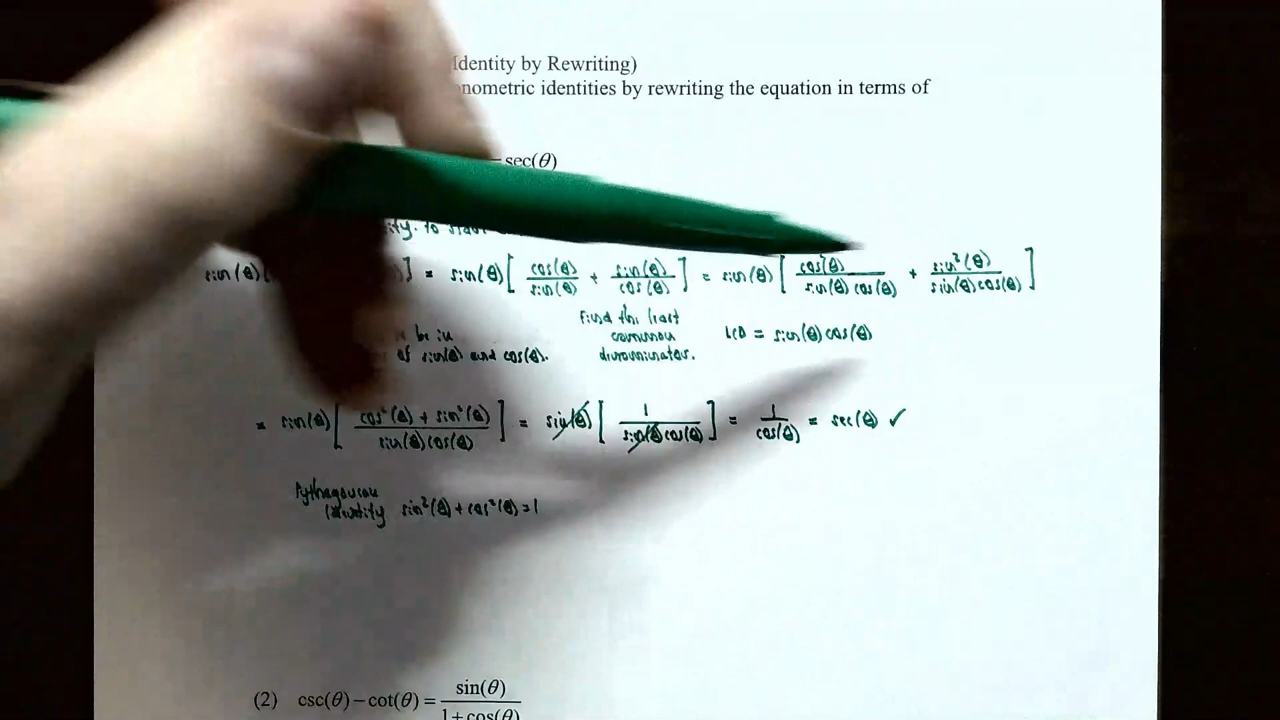 Identity by Rewriting)
nometric identities by rewriting the equation in terms of
sec(θ)
sin(θ)[ ] = sin(θ)[ cos(θ)/sin(θ) + sin(θ)/cos(θ) ] = sin(θ)[ cos²(θ)/sin(θ)cos(θ) + sin²(θ)/sin(θ)cos(θ) ]
be in
of sin(θ) and cos(θ).
Find the least
common
denominator.
LCD = sin(θ)cos(θ)
= sin(θ)[ cos²(θ) + sin²(θ)/sin(θ)cos(θ) ] = sin(θ)[ 1/sin(θ)cos(θ) ] = 1/cos(θ) = sec(θ) ✓
Pythagorean
identity sin²(θ) + cos²(θ) = 1
(2) csc(θ) − cot(θ) = sin(θ)/1 + cos(θ)